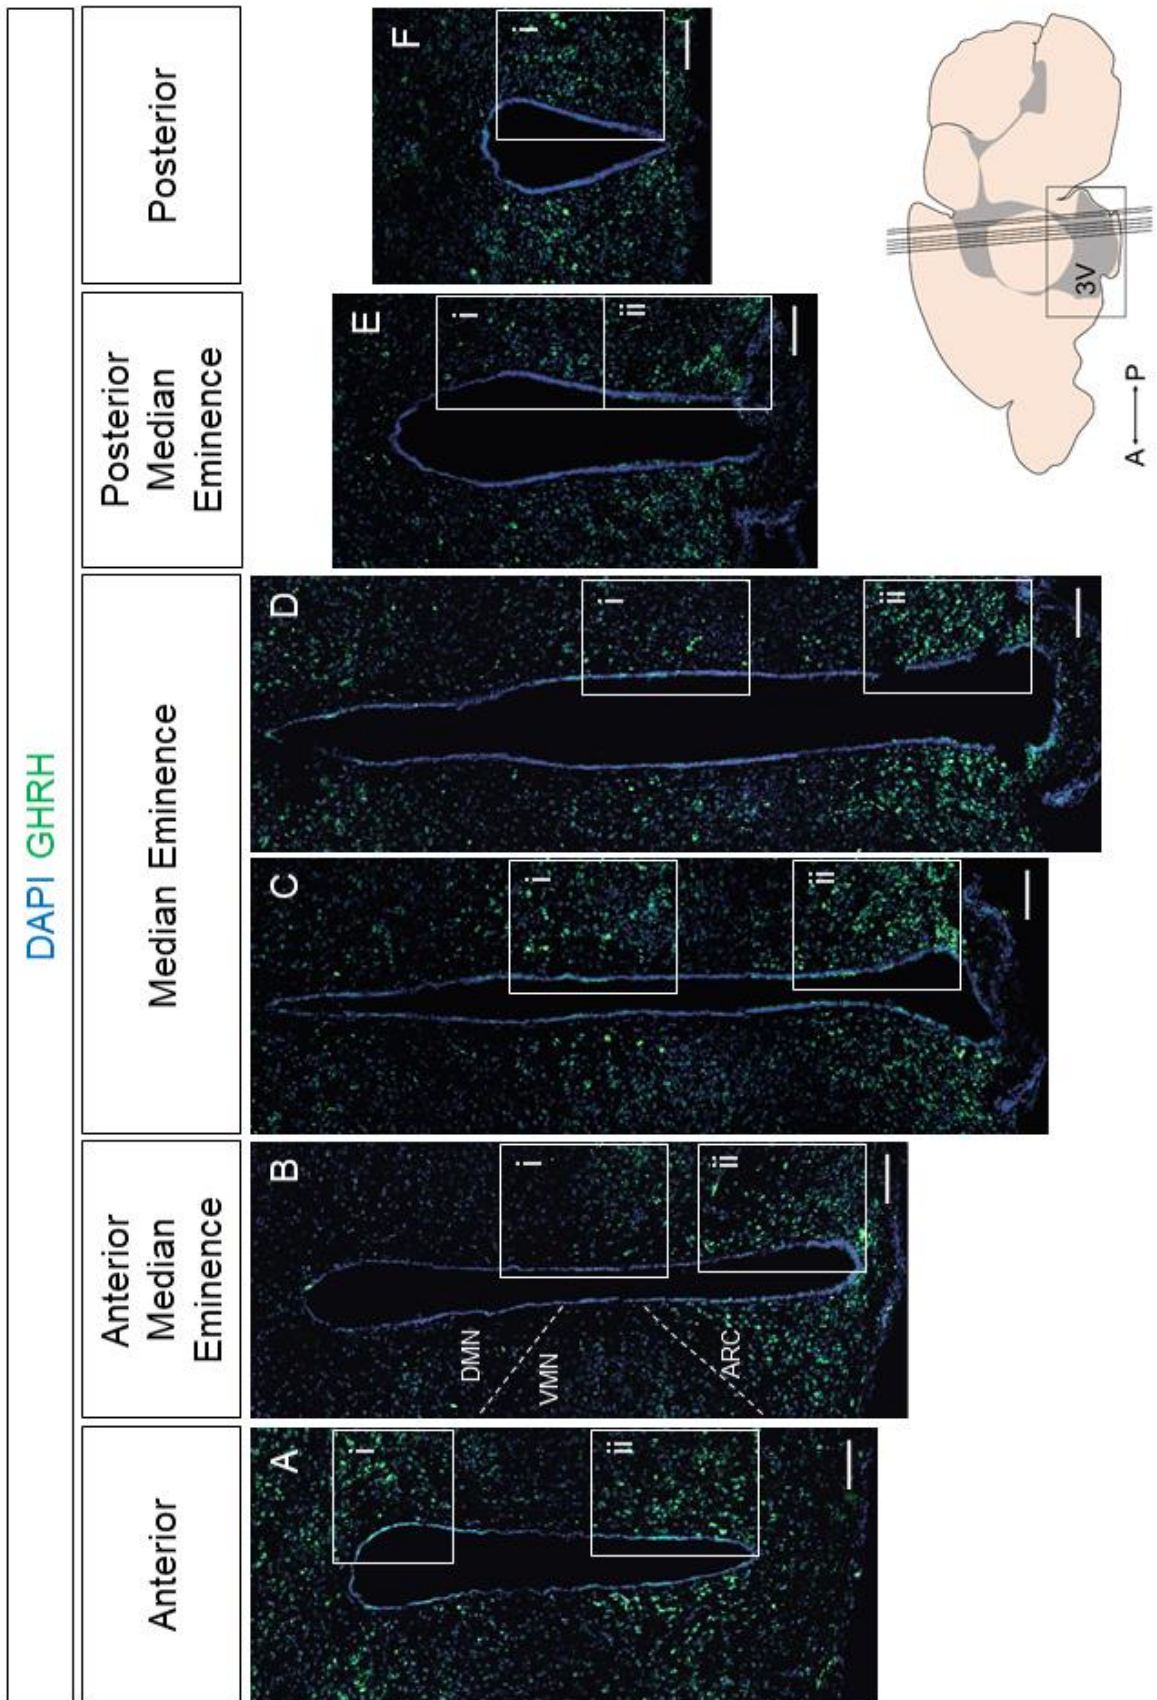 DAPI GHRH
Anterior
Anterior
Median
Eminence
Median Eminence
Posterior
Median
Eminence
Posterior
A
i
ii
B
i
ii
DMN
VMN
ARC
C
i
ii
D
i
ii
E
i
ii
F
i
3V
A P